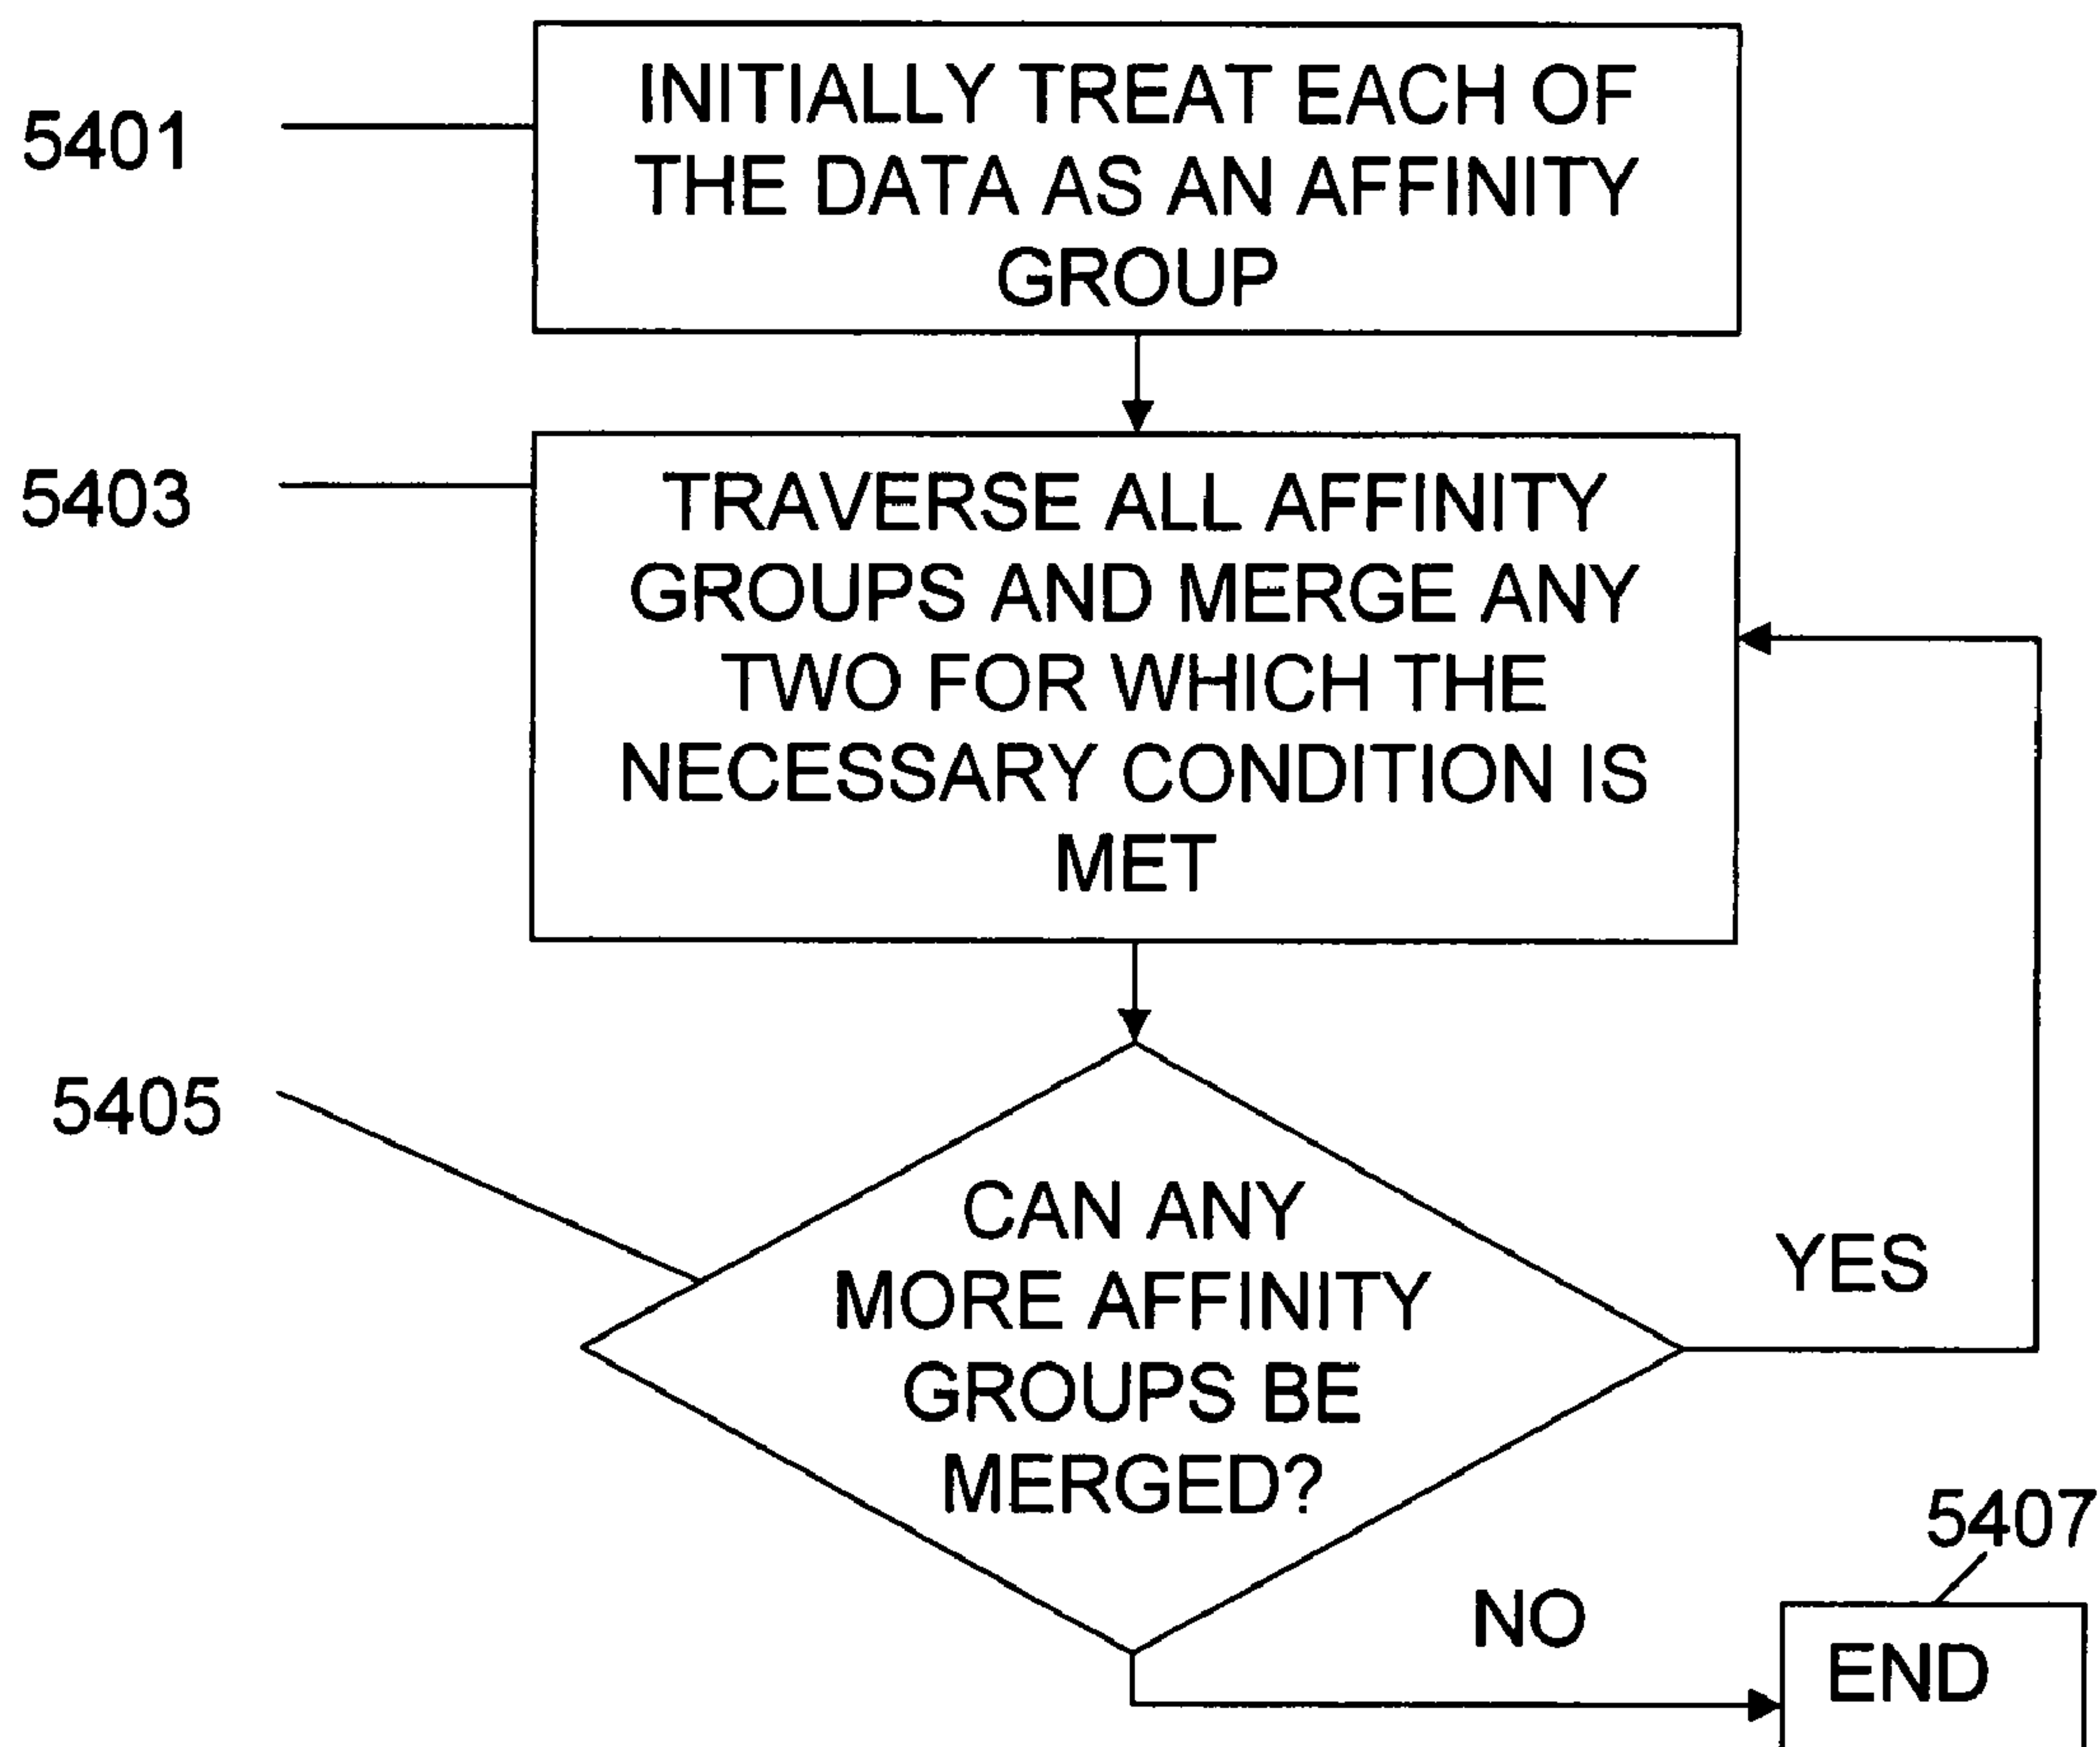 5401
INITIALLY TREAT EACH OF
THE DATA AS AN AFFINITY
GROUP
5403
TRAVERSE ALL AFFINITY
GROUPS AND MERGE ANY
TWO FOR WHICH THE
NECESSARY CONDITION IS
MET
5405
CAN ANY
MORE AFFINITY
GROUPS BE
MERGED?
YES
5407
NO
END